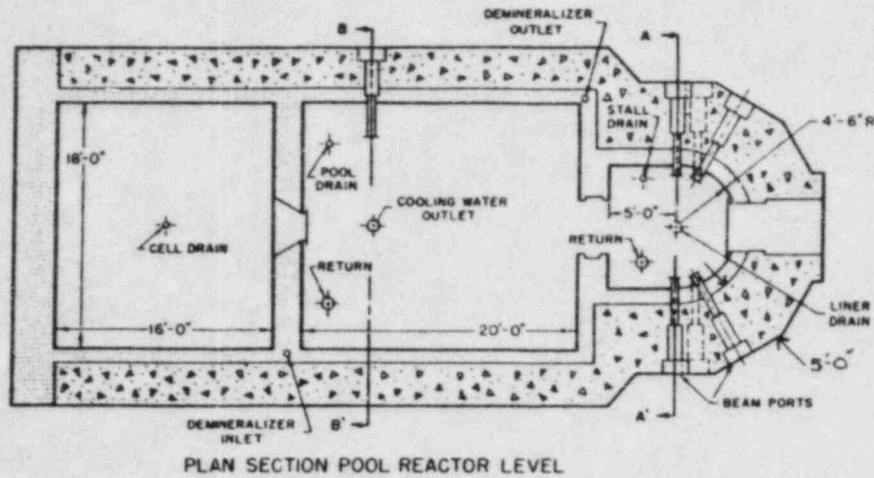 DEMINERALIZER
OUTLET
B
A
STALL
DRAIN
4'-6"R
18'-0"
POOL
DRAIN
COOLING WATER
OUTLET
5'-0"
CELL DRAIN
RETURN
RETURN
LINER
DRAIN
16'-0"
20'-0"
5'-0"
BEAM PORTS
DEMINERALIZER
INLET
B'
A'
PLAN SECTION POOL REACTOR LEVEL